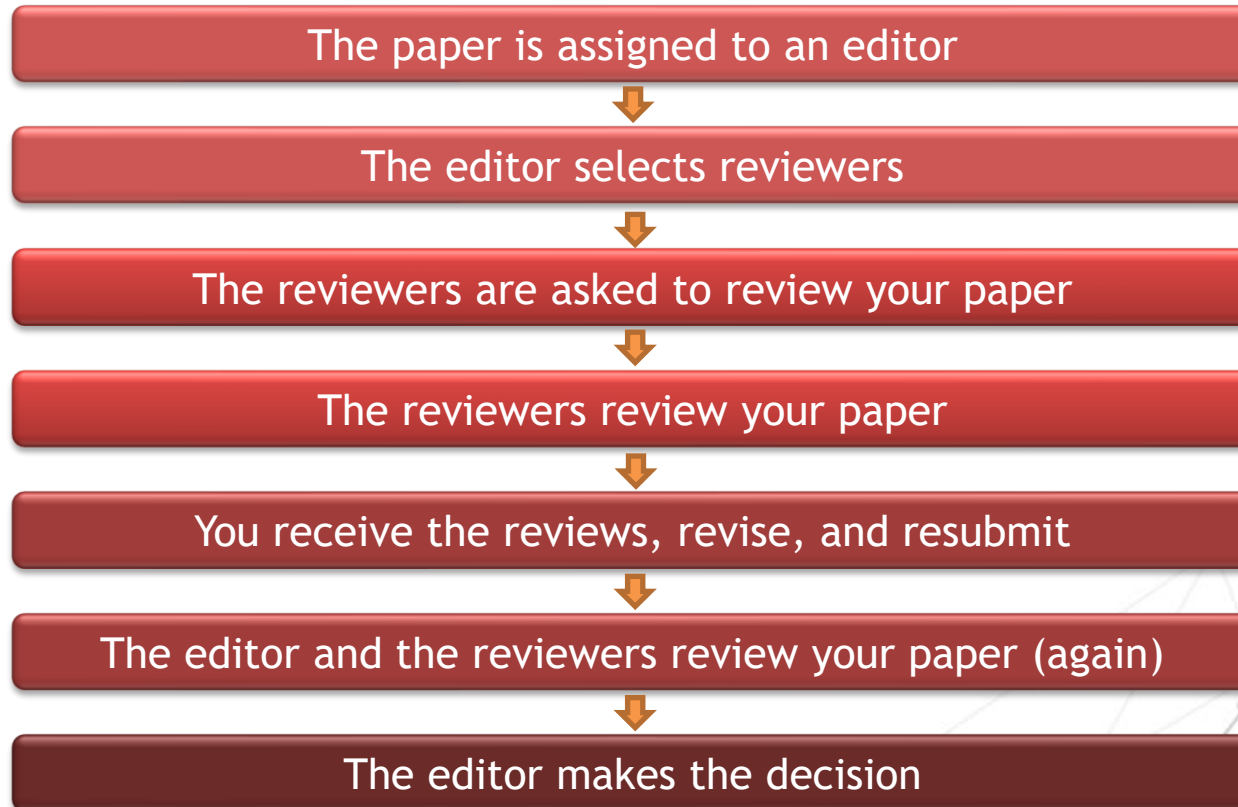 The paper is assigned to an editor
The editor selects reviewers
The reviewers are asked to review your paper
The reviewers review your paper
You receive the reviews, revise, and resubmit
The editor and the reviewers review your paper (again)
The editor makes the decision